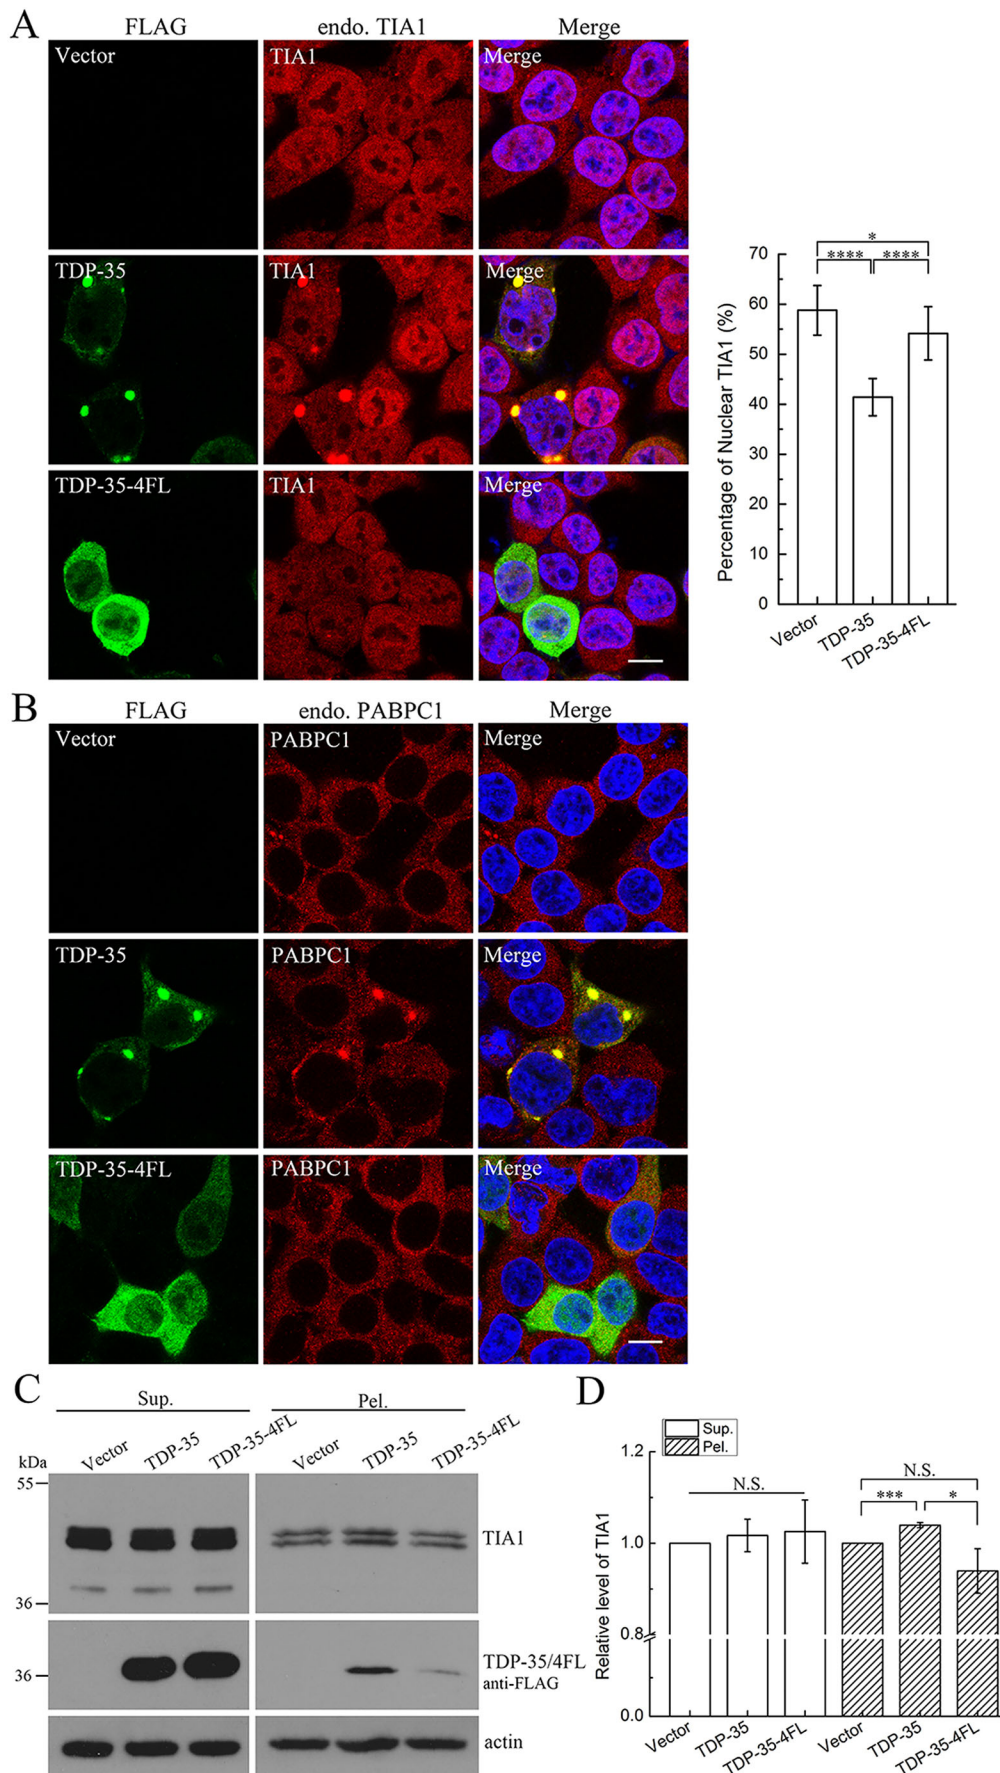 A
FLAG
endo. TIA1
Merge
Vector
TIA1
Merge
TDP-35
TIA1
Merge
TDP-35-4FL
TIA1
Merge
Percentage of Nuclear TIA1 (%)
70
60
50
40
30
20
10
0
*
**** ****
Vector
TDP-35
TDP-35-4FL
B
FLAG
endo. PABPC1
Merge
Vector
PABPC1
Merge
TDP-35
PABPC1
Merge
TDP-35-4FL
PABPC1
Merge
C
Sup.
Pel.
Vector
TDP-35
TDP-35-4FL
Vector
TDP-35
TDP-35-4FL
kDa
55
TIA1
36
36
TDP-35/4FL
anti-FLAG
actin
D
Sup.
Pel.
Relative level of TIA1
1.2
1.0
0.8
0.0
N.S.
N.S.
*** *
Vector
TDP-35
TDP-35-4FL
Vector
TDP-35
TDP-35-4FL